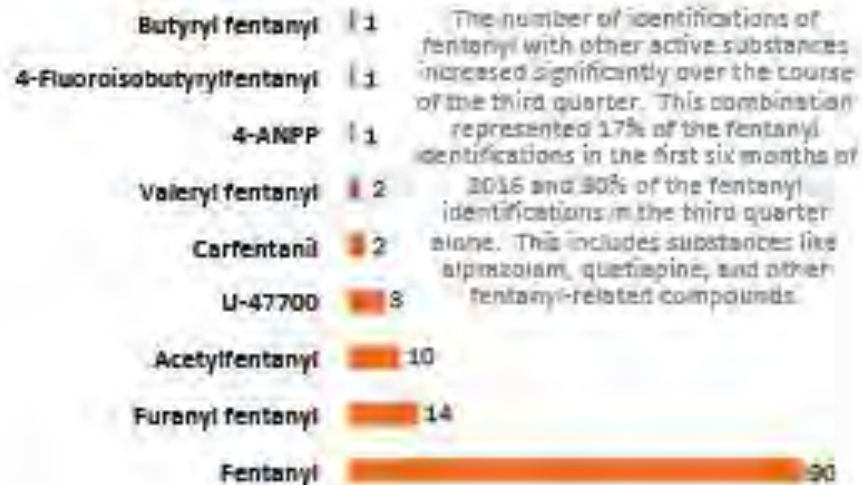 Butyryl fentanyl 1
4-Fluoroisobutyrylfentanyl 1
4-ANPP 1
Valeryl fentanyl 2
Carfentanil
U-47700
Acetylfentanyl 10
Furanyl fentanyl 14
Fentanyl 90
The number of identifications of
fentanyl with other active substances
increased significantly over the course
of the third quarter. This combination
represented 17% of the fentanyl
identifications in the first six months of
2016 and of the fentanyl
identifications in the third quarter
alone. This includes substances like
alprazolam, quetiapine, and other
fentanyl-related compounds.